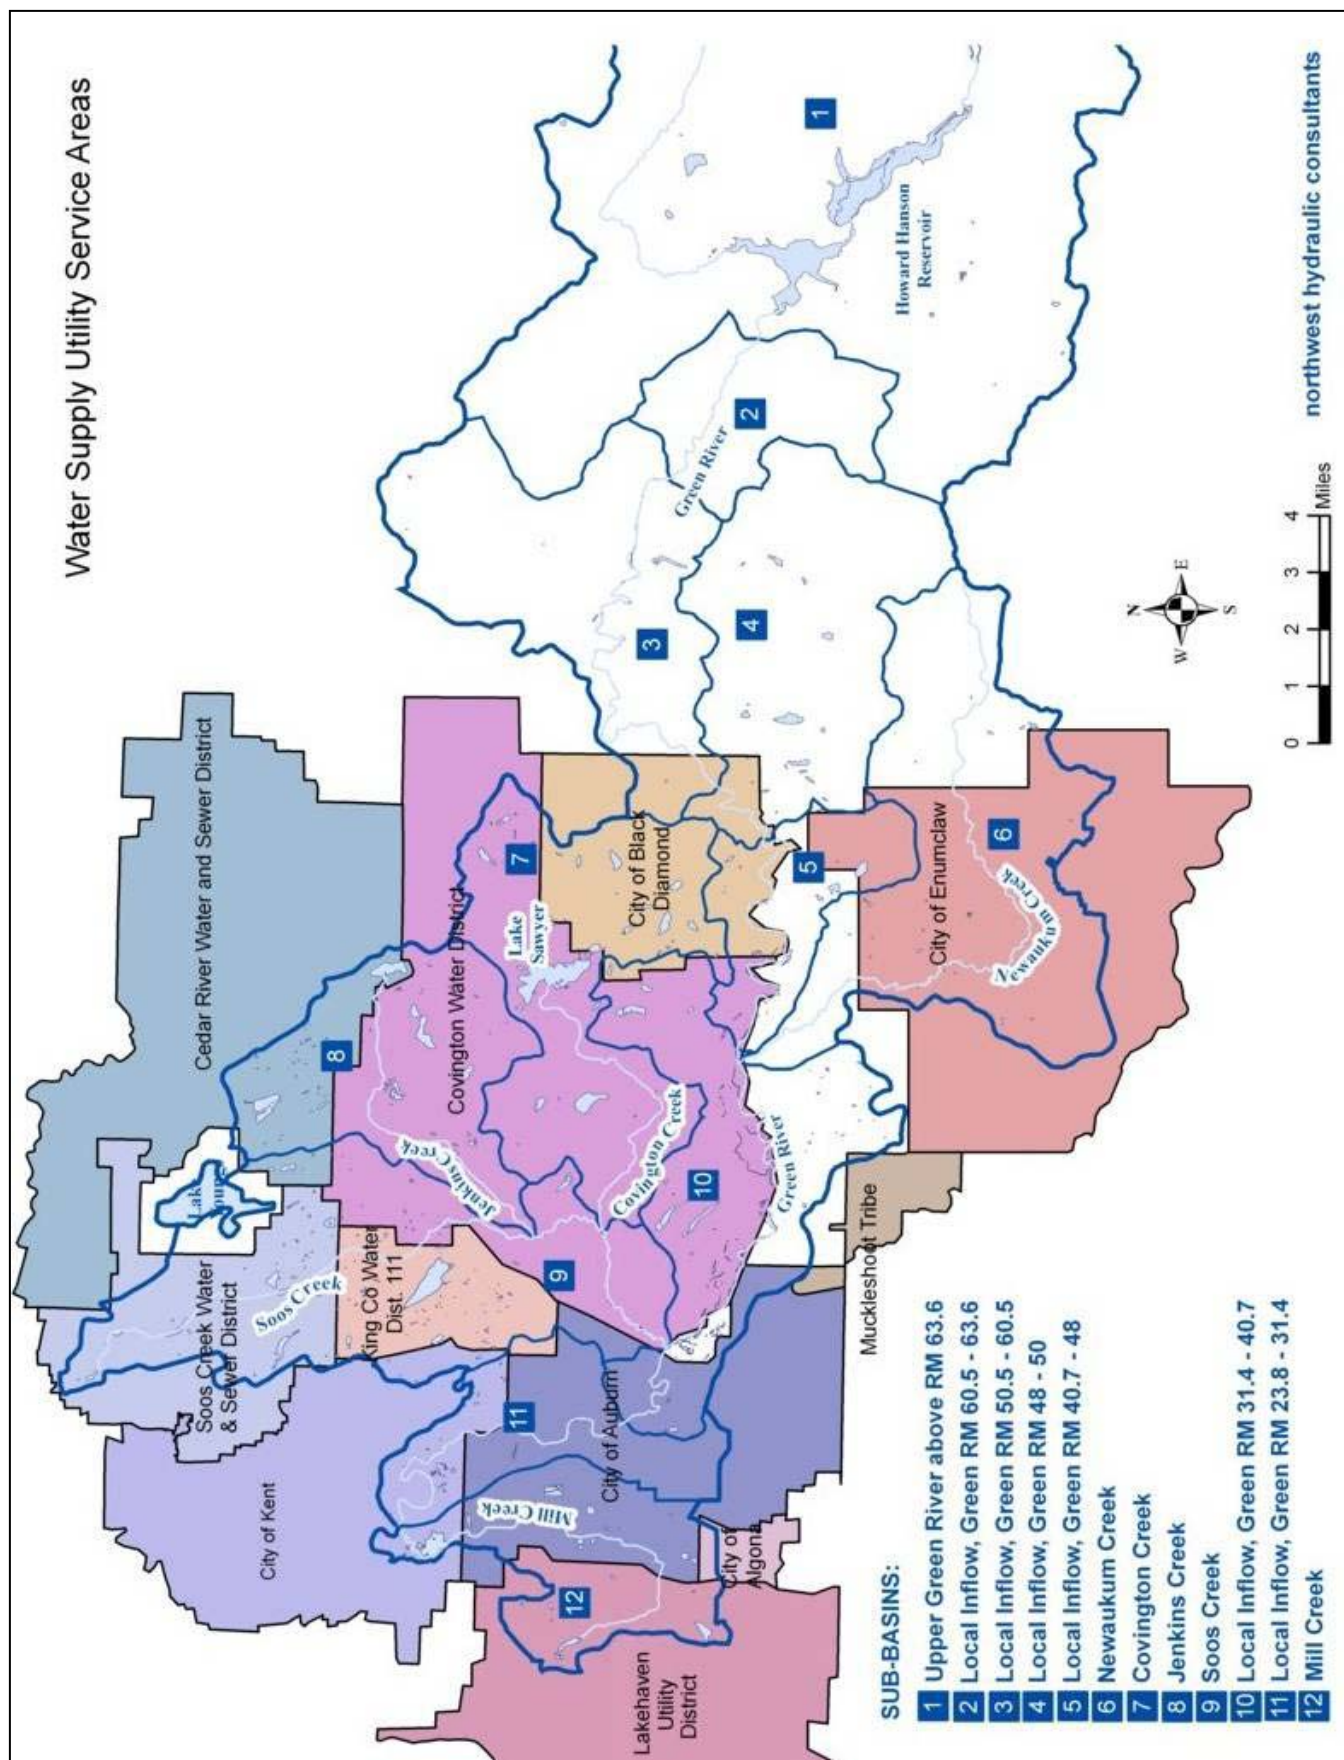 Water Supply Utility Service Areas
Cedar River Water and Sewer District
Soos Creek Water
& Sewer District
King Co Water
Dist. 111
City of Kent
Covington Water District
City of Black
Diamond
City of Enumclaw
City of Auburn
City of
Algona
Lakehaven
Utility
District
Muckleshoot Tribe
Soos Creek
Jenkins Creek
Covington Creek
Lake
Sawyer
Mill Creek
Green River
Green River
Newaukum Creek
Howard Hanson
Reservoir
1
2
3
4
5
6
7
8
9
10
11
12
N
W
E
S
0 1 2 3 4
Miles
SUB-BASINS:
1 Upper Green River above RM 63.6
2 Local Inflow, Green RM 60.5 - 63.6
3 Local Inflow, Green RM 50.5 - 60.5
4 Local Inflow, Green RM 48 - 50
5 Local Inflow, Green RM 40.7 - 48
6 Newaukum Creek
7 Covington Creek
8 Jenkins Creek
9 Soos Creek
10 Local Inflow, Green RM 31.4 - 40.7
11 Local Inflow, Green RM 23.8 - 31.4
12 Mill Creek
northwest hydraulic consultants